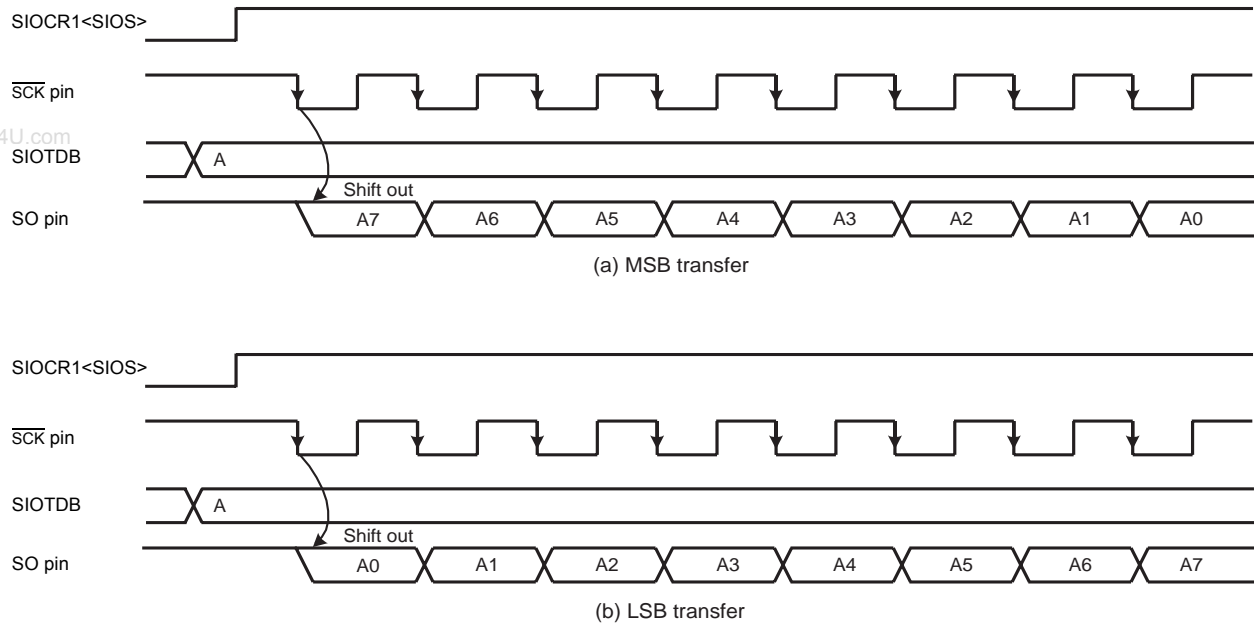 SIOCR1<SIOS>
SCK pin
4U.com
SIOTDB
A
Shift out
SO pin
A7 A6 A5 A4 A3 A2 A1 A0
(a) MSB transfer
SIOCR1<SIOS>
SCK pin
SIOTDB
A
Shift out
SO pin
A0 A1 A2 A3 A4 A5 A6 A7
(b) LSB transfer